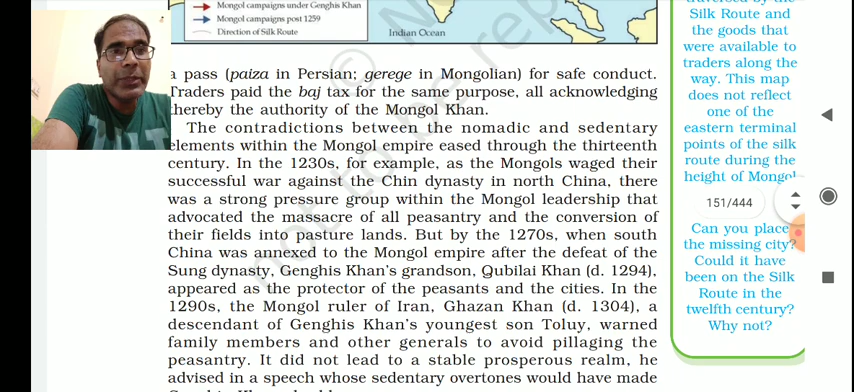 Mongol campaigns under Genghis Khan
Mongol campaigns post 1259
Direction of Silk Route
Indian Ocean
a pass (paiza in Persian; gerege in Mongolian) for safe conduct.
Traders paid the baj tax for the same purpose, all acknowledging
thereby the authority of the Mongol Khan.
The contradictions between the nomadic and sedentary
elements within the Mongol empire eased through the thirteenth
century. In the 1230s, for example, as the Mongols waged their
successful war against the Chin dynasty in north China, there
was a strong pressure group within the Mongol leadership that
advocated the massacre of all peasantry and the conversion of
their fields into pasture lands. But by the 1270s, when south
China was annexed to the Mongol empire after the defeat of the
Sung dynasty, Genghis Khan's grandson, Qubilai Khan (d. 1294),
appeared as the protector of the peasants and the cities. In the
1290s, the Mongol ruler of Iran, Ghazan Khan (d. 1304), a
descendant of Genghis Khan's youngest son Toluy, warned
family members and other generals to avoid pillaging the
peasantry. It did not lead to a stable prosperous realm, he
advised in a speech whose sedentary overtones would have made
Silk Route and
the goods that
were available to
traders along the
way. This map
does not reflect
one of the
eastern terminal
points of the silk
route during the
height of Mongol
151/444
Can you place
the missing city?
Could it have
been on the Silk
Route in the
twelfth century?
Why not?
© not to be rep